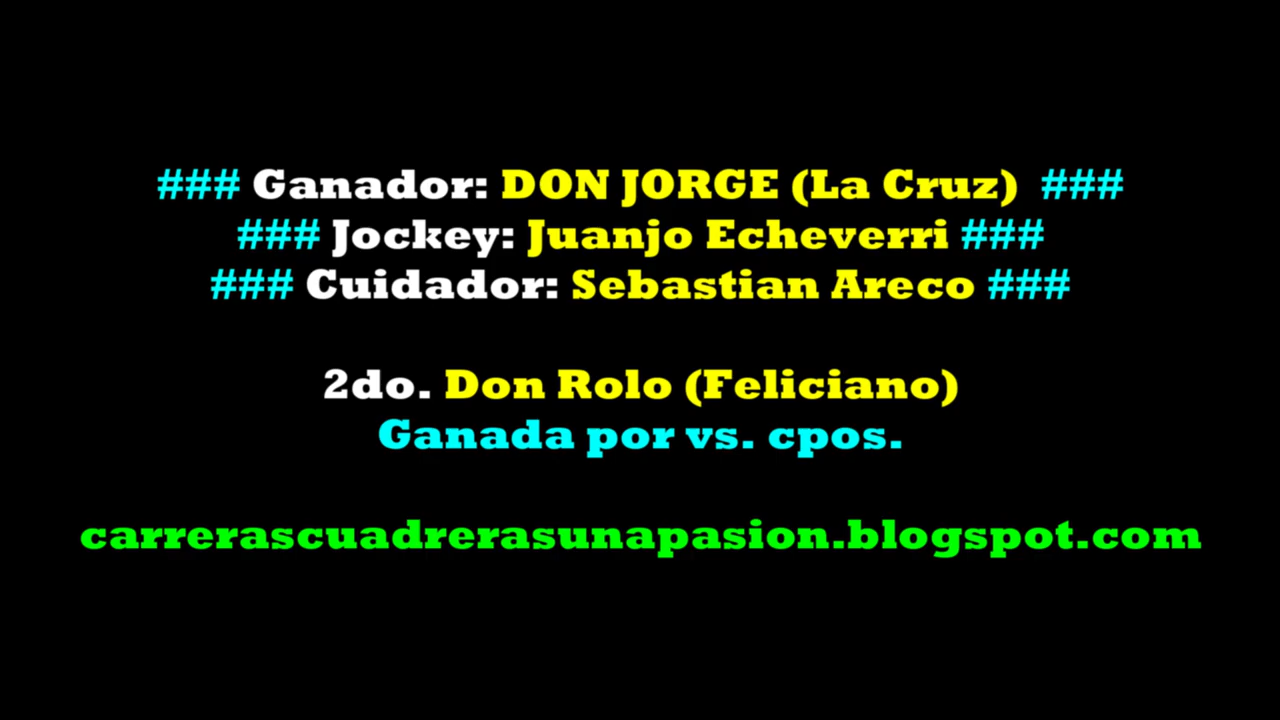 ### Ganador: DON JORGE (La Cruz) ###
### Jockey: Juanjo Echeverri ###
### Cuidador: Sebastian Areco ###
2do. Don Rolo (Feliciano)
Ganada por vs. cpos.
carrerascuadrerasunapasion.blogspot.com